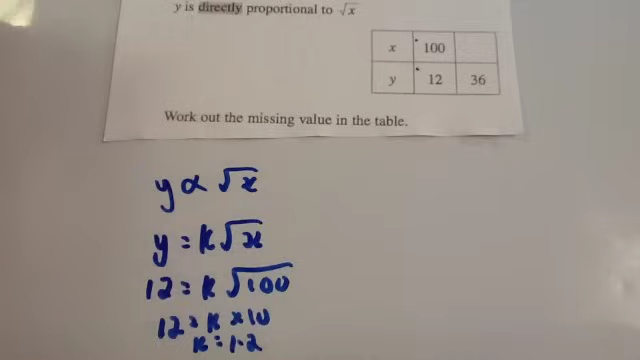 y is directly proportional to √x
x 100
y 12 36
Work out the missing value in the table.
y ∝ √x
y = k√x
12 = k√100
12 = k × 10
k = 1.2